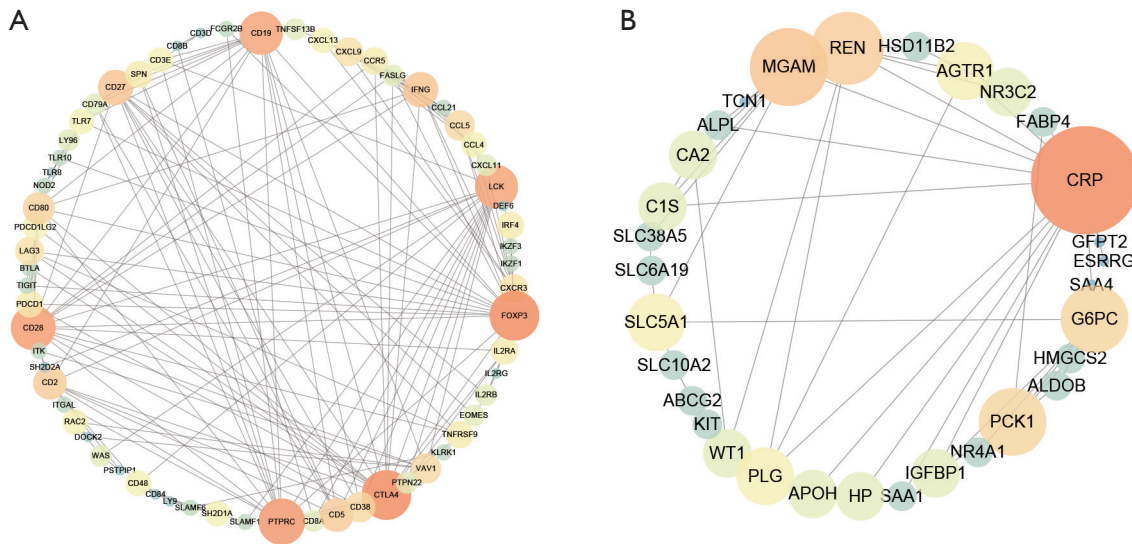 A
CD19
TNFSF13B
CXCL13
CXCL9
CCR5
FASLG
IFNG
CCL21
CCL5
CCL4
CXCL11
LCK
DEF6
IRF4
IKZF3
IKZF1
CXCR3
FOXP3
IL2RA
IL2RG
IL2RB
EOMES
TNFRSF9
KLRK1
VAV1
PTPN22
CTLA4
CD38
CD5
CD8A
PTPRC
SLAMF1
SH2D1A
SLAMF6
LY9
CD84
CD48
PSTPIP1
WAS
DOCK2
RAC2
ITGAL
CD2
SH2D2A
ITK
CD28
PDCD1
TIGIT
BTLA
LAG3
PDCD1LG2
CD80
NOD2
TLR8
TLR10
LY96
TLR7
CD79A
CD27
SPN
CD3E
CD8B
CD3D
FCGR2B
B
REN
HSD11B2
AGTR1
NR3C2
FABP4
CRP
GFPT2
ESRRG
SAA4
G6PC
HMGCS2
ALDOB
PCK1
NR4A1
IGFBP1
SAA1
HP
APOH
PLG
WT1
KIT
ABCG2
SLC10A2
SLC5A1
SLC6A19
SLC38A5
C1S
CA2
ALPL
TCN1
MGAM